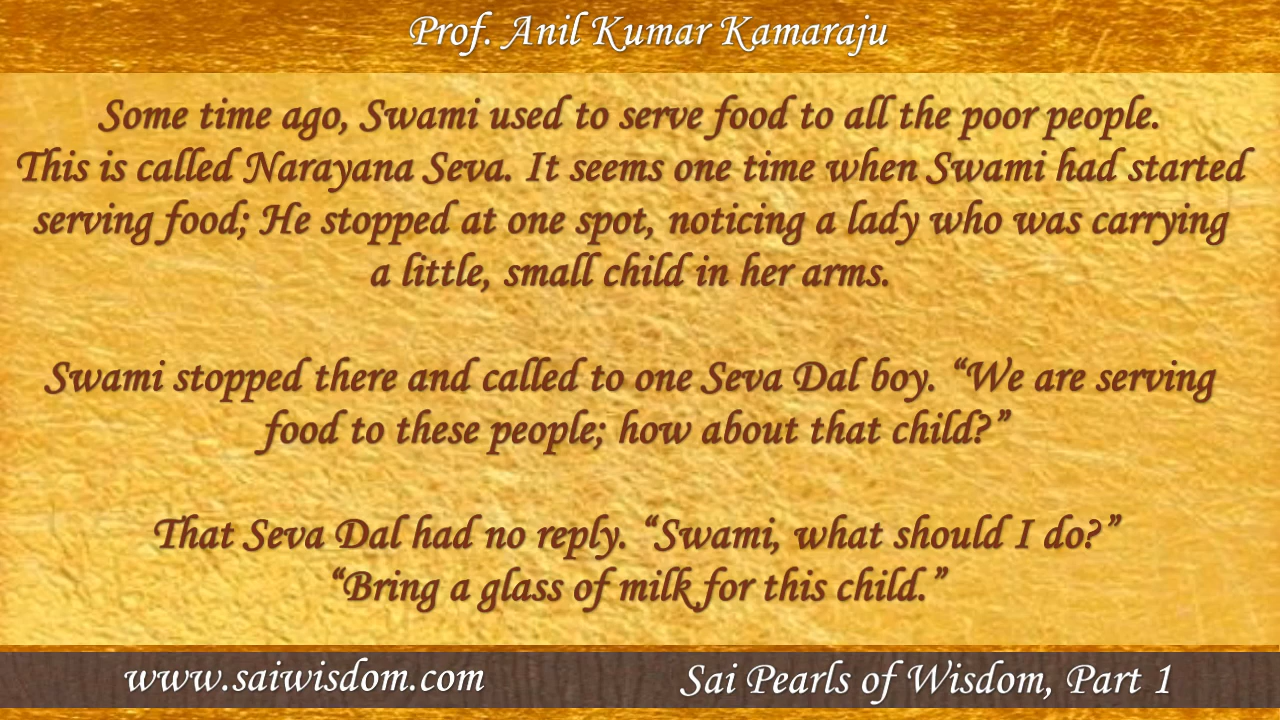 Prof. Anil Kumar Kamaraju
Some time ago, Swami used to serve food to all the poor people.
This is called Narayana Seva. It seems one time when Swami had started
serving food; He stopped at one spot, noticing a lady who was carrying
a little, small child in her arms.
Swami stopped there and called to one Seva Dal boy. “We are serving
food to these people; how about that child?”
That Seva Dal had no reply. “Swami, what should I do?”
“Bring a glass of milk for this child.”
www.saiwisdom.com
Sai Pearls of Wisdom, Part 1